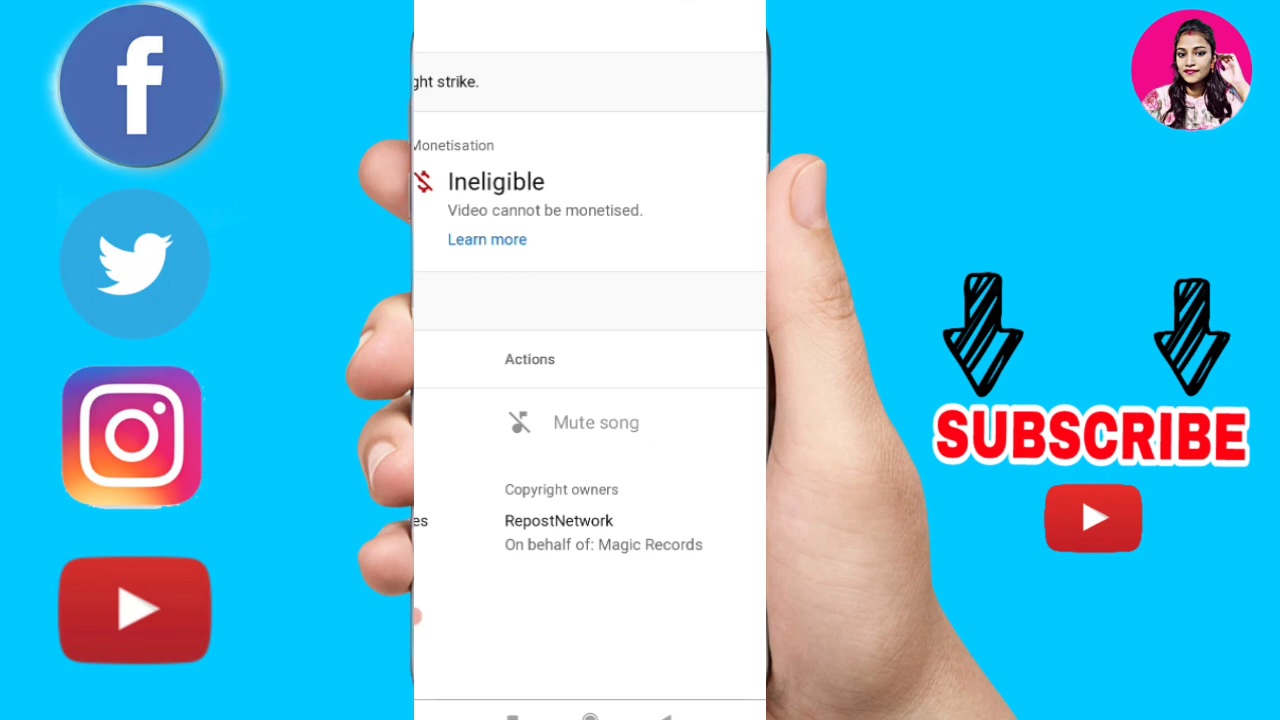 ght strike.
Monetisation
Ineligible
Video cannot be monetised.
Learn more
Actions
Mute song
Copyright owners
es
RepostNetwork
On behalf of: Magic Records
SUBSCRIBE